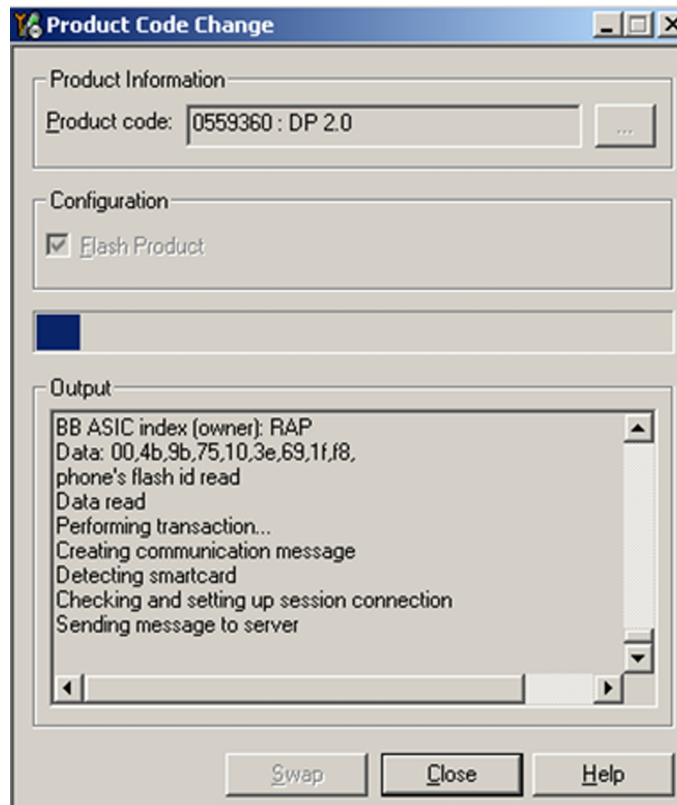 Product Code Change
Product Information
Product code: 0559360 : DP 2.0
...
Configuration
Flash Product
Output
BB ASIC index (owner): RAP
Data: 00,4b,9b,75,10,3e,69,1f,f8,
phone's flash id read
Data read
Performing transaction...
Creating communication message
Detecting smartcard
Checking and setting up session connection
Sending message to server
Swap Close Help